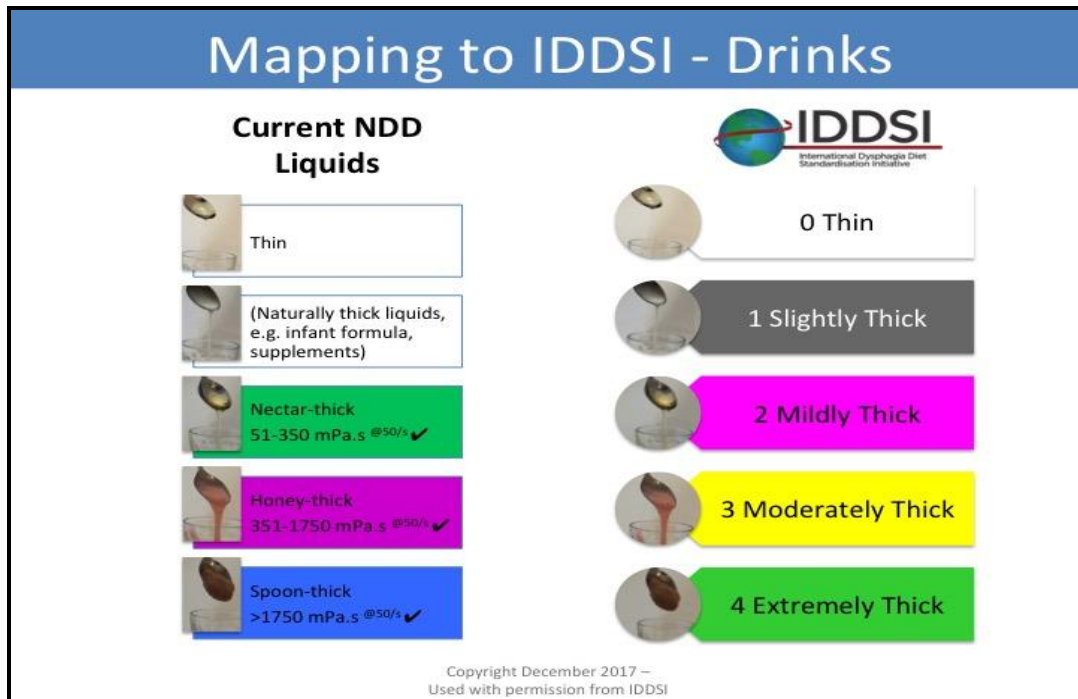 Mapping to IDDSI - Drinks
Current NDD
Liquids
Thin
(Naturally thick liquids,
e.g. infant formula,
supplements)
Nectar-thick
51-350 mPa.s @50/s ✔
Honey-thick
351-1750 mPa.s @50/s ✔
Spoon-thick
>1750 mPa.s @50/s ✔
IDDSI
International Dysphagia Diet
Standardisation Initiative
0 Thin
1 Slightly Thick
2 Mildly Thick
3 Moderately Thick
4 Extremely Thick
Copyright December 2017 –
Used with permission from IDDSI